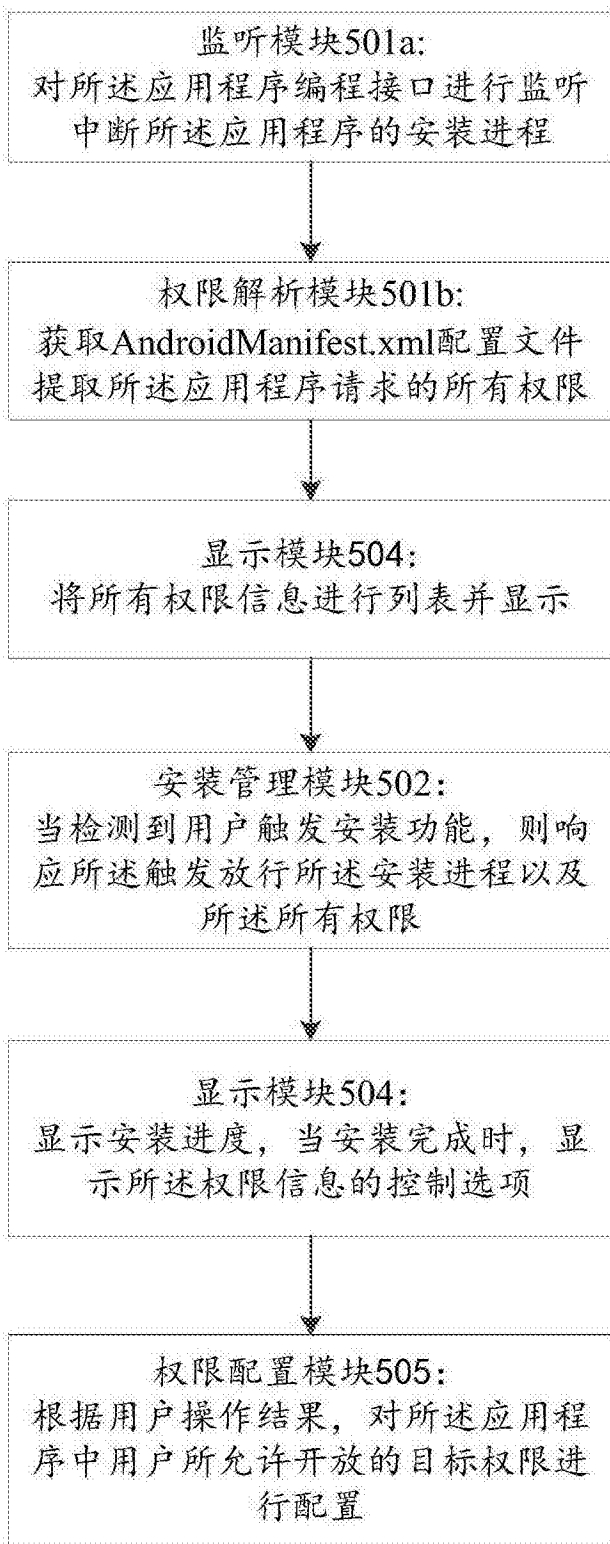 监听模块501a:
对所述应用程序编程接口进行监听
中断所述应用程序的安装进程
权限解析模块501b:
获取AndroidManifest.xml配置文件
提取所述应用程序请求的所有权限
显示模块504：
将所有权限信息进行列表并显示
安装管理模块502：
当检测到用户触发安装功能，则响
应所述触发放行所述安装进程以及
所述所有权限
显示模块504：
显示安装进度，当安装完成时，显
示所述权限信息的控制选项
权限配置模块505：
根据用户操作结果，对所述应用程
序中用户所允许开放的目标权限进
行配置